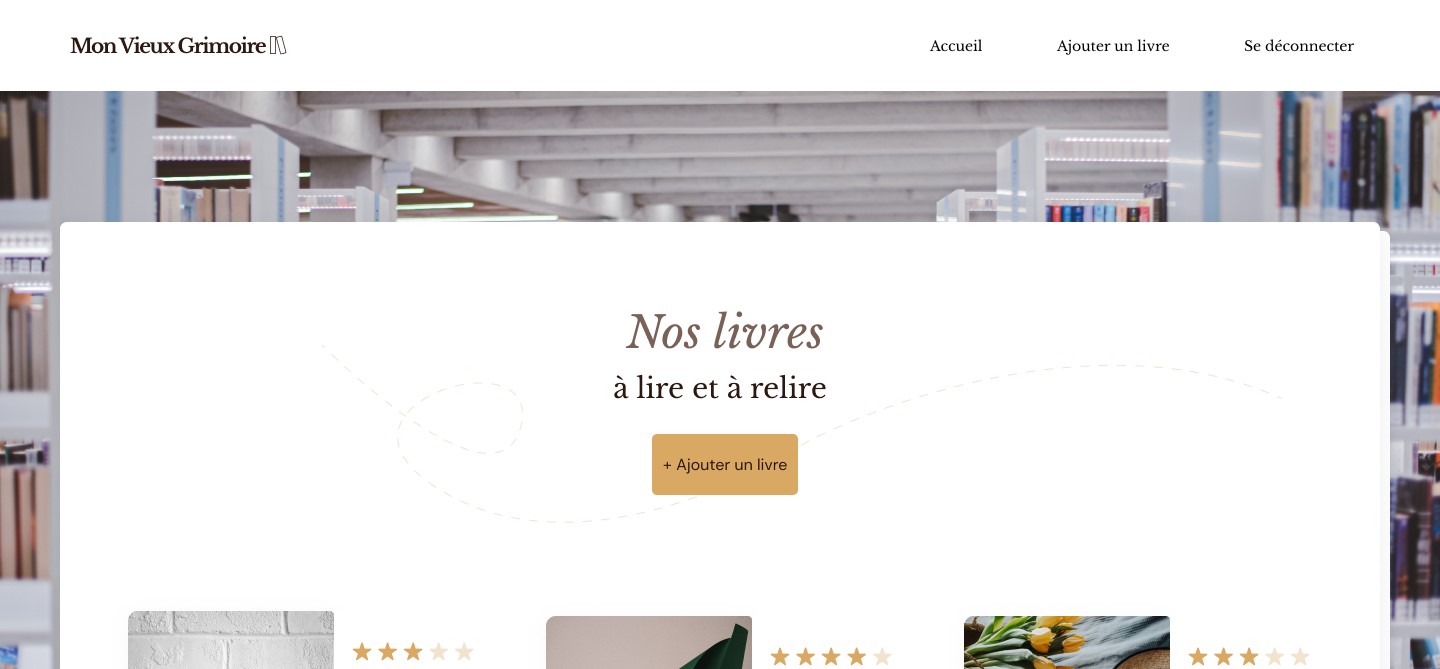 Mon Vieux Grimoire
Accueil
Ajouter un livre
Se déconnecter
Nos livres
à lire et à relire
+ Ajouter un livre